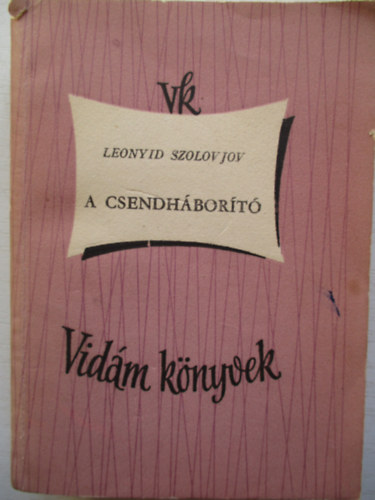 Vk
LEONYID SZOLOVJOV
A CSENDHÁBORÍTÓ
Vidám könyvek